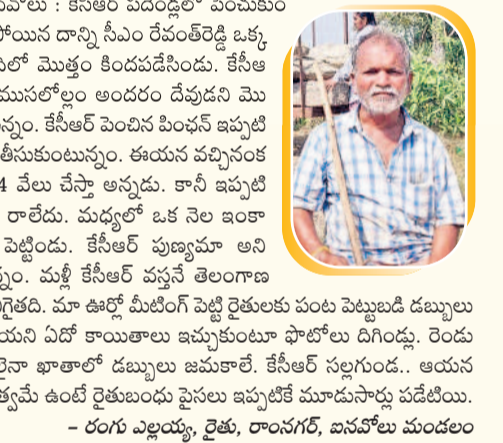 నవోలు : కేసీఆర్ పదేండ్లలో పెంచుకుం
పోయిన దాన్ని సీఎం రేవంత్‌రెడ్డి ఒక్క
ిలో మొత్తం కిందపడేసిండు. కేసీఆ
ముసలోల్లం అందరం దేవుడని మొ
న్నం. కేసీఆర్ పెంచిన పింఛన్ ఇప్పటి
తీసుకుంటున్నం. ఈయన వచ్చినంక
4 వేలు చేస్తా అన్నడు. కానీ ఇప్పటి
రాలేదు. మధ్యలో ఒక నెల ఇంకా
పెట్టిండు. కేసీఆర్ పుణ్యమా అని
న్నం. మళ్లీ కేసీఆర్ వస్తనే తెలంగాణ
గైతది. మా ఊర్లో మీటింగ్ పెట్టి రైతులకు పంట పెట్టుబడి డబ్బులు
యని ఏదో కాయితాలు ఇచ్చుకుంటూ ఫొటోలు దిగిండ్లు. రెండు
లైనా ఖాతాలో డబ్బులు జమకాలే. కేసీఆర్ సల్లగుండ.. ఆయన
త్వమే ఉంటే రైతుబంధు పైసలు ఇప్పటికే మూడుసార్లు పడేటియి.
– రంగు ఎల్లయ్య, రైతు, రాంనగర్, ఐనవోలు మండలం